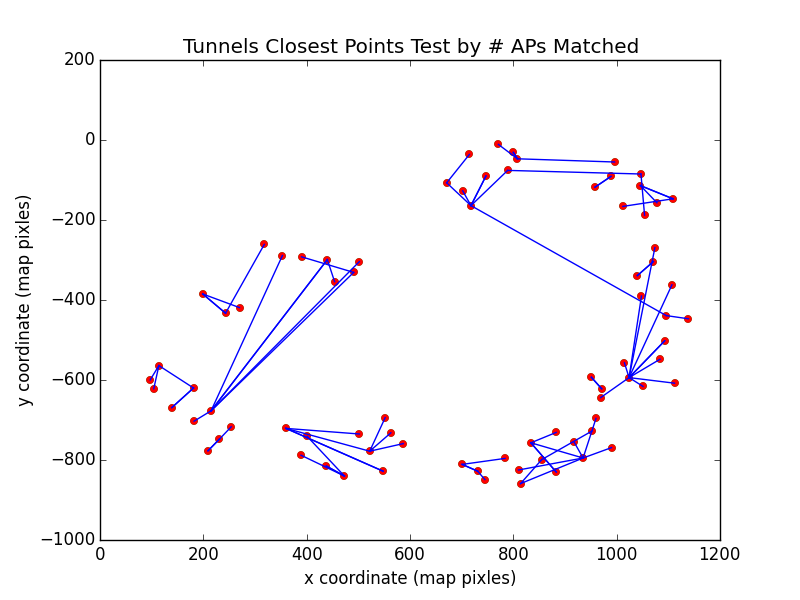 Tunnels Closest Points Test by # APs Matched
200
0
−200
−400
−600
−800
−1000
0 200 400 600 800 1000 1200
x coordinate (map pixles)
y coordinate (map pixles)